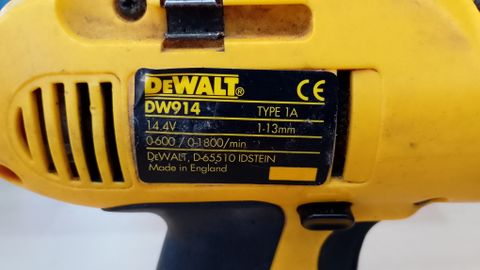 DEWALT®
CE
DW914 TYPE 1A
14.4V 1-13mm
0-600 / 0-1800/min
DEWALT, D-65510 IDSTEIN
Made in England